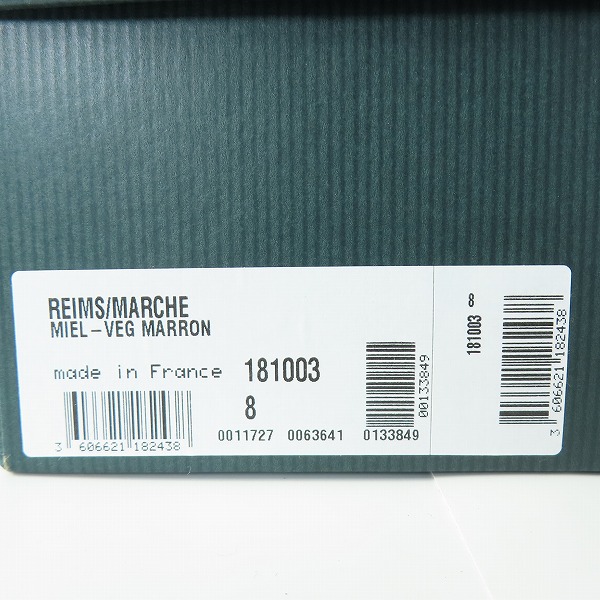 REIMS/MARCHE
MIEL-VEG MARRON
made in France 181003
8
3 606621 182438
0011727 0063641 0133849
00133849
181003 8
3 606621 182438